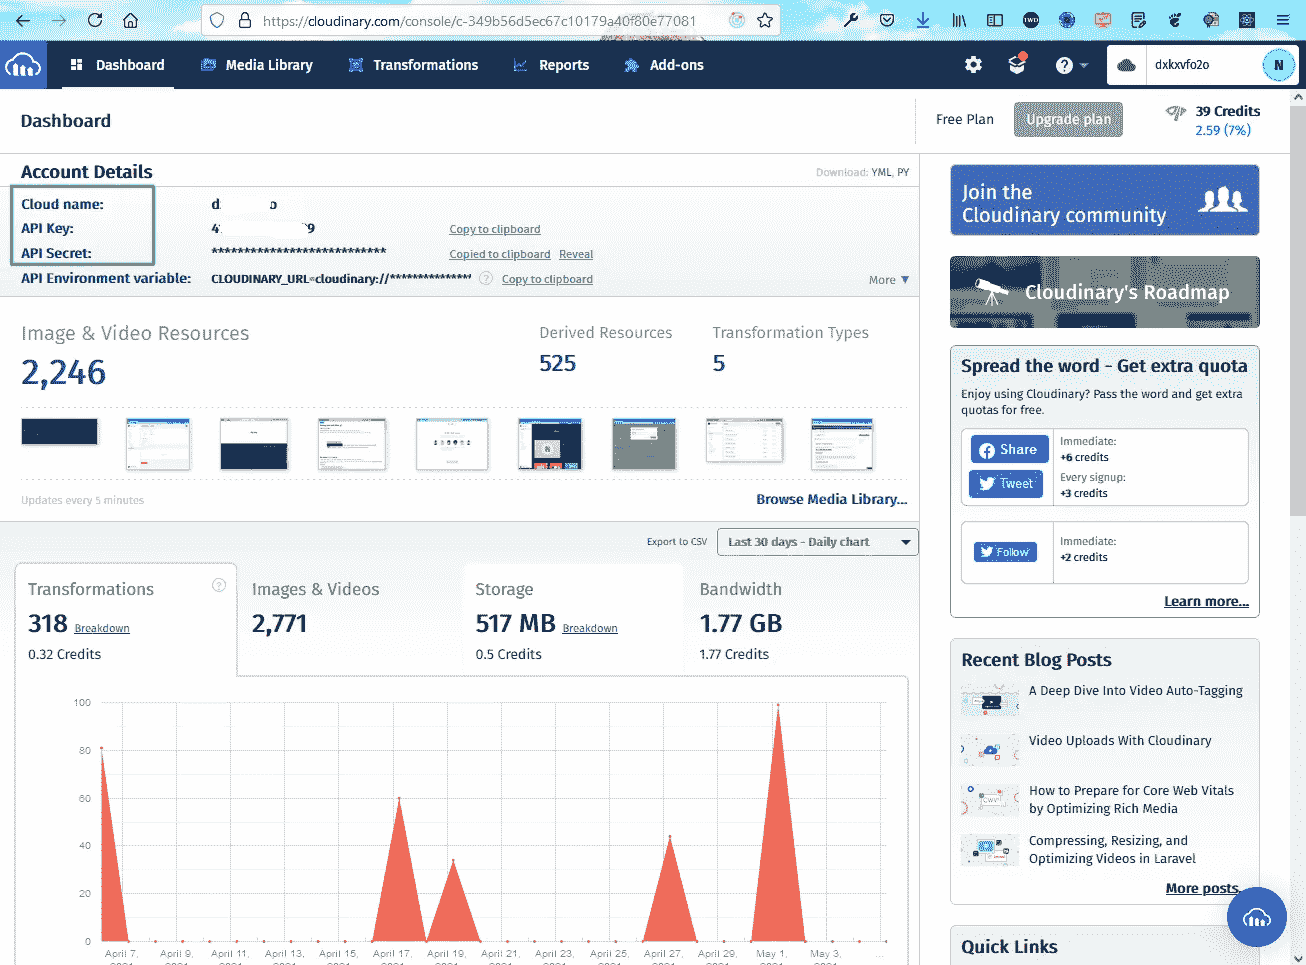 https://cloudinary.com/console/c-349b56d5ec67c10179a40f80e77081
Dashboard
Media Library
Transformations
Reports
Add-ons
dxkxvfo2o
N
Dashboard
Free Plan
Upgrade plan
39 Credits
2.59 (7%)
Account Details
Download: YML, PY
Cloud name:
d o
API Key:
4 9
Copy to clipboard
API Secret:
***************************
Copied to clipboard Reveal
API Environment variable:
CLOUDINARY_URL=cloudinary://***************
Copy to clipboard
More ▼
Image & Video Resources
2,246
Derived Resources
525
Transformation Types
5
Updates every 5 minutes
Browse Media Library...
Export to CSV
Last 30 days - Daily chart
Transformations
318 Breakdown
0.32 Credits
Images & Videos
2,771
Storage
517 MB Breakdown
0.5 Credits
Bandwidth
1.77 GB
1.77 Credits
100
80
60
40
20
0
April 7,
April 9,
April 11,
April 13,
April 15,
April 17,
April 19,
April 21,
April 23,
April 25,
April 27,
April 29,
May 1,
May 3,
...
Join the
Cloudinary community
Cloudinary's Roadmap
Spread the word - Get extra quota
Enjoy using Cloudinary? Pass the word and get extra
quotas for free.
Share
Tweet
Immediate:
+6 credits
Every signup:
+3 credits
Follow
Immediate:
+2 credits
Learn more...
Recent Blog Posts
A Deep Dive Into Video Auto-Tagging
Video Uploads With Cloudinary
How to Prepare for Core Web Vitals
by Optimizing Rich Media
Compressing, Resizing, and
Optimizing Videos in Laravel
More posts.
Quick Links